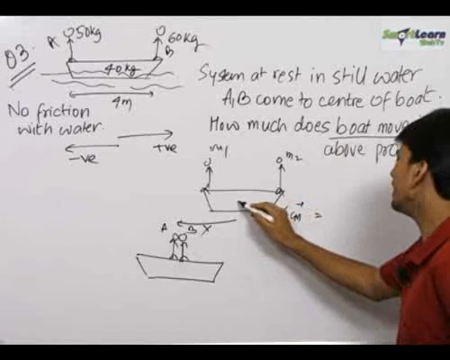 Q3.
A 50kg
60kg
B
40kg
4m
SmartLearn
System at rest in still water
A, B come to centre of boat.
How much does boat move
above pro
No friction
with water.
-ve +ve
m1 m2
A B X
=